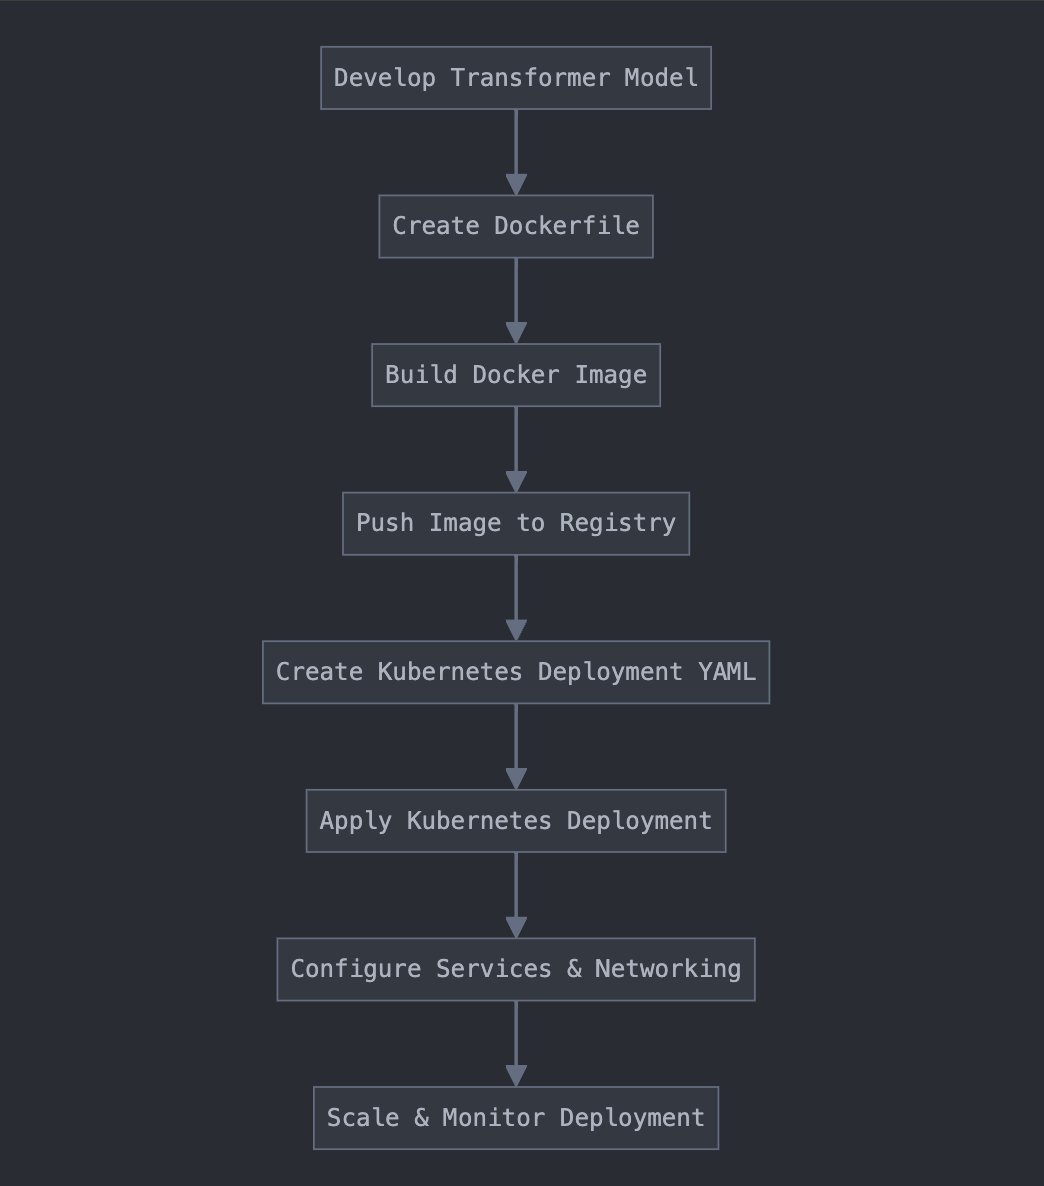 Develop Transformer Model
Create Dockerfile
Build Docker Image
Push Image to Registry
Create Kubernetes Deployment YAML
Apply Kubernetes Deployment
Configure Services & Networking
Scale & Monitor Deployment